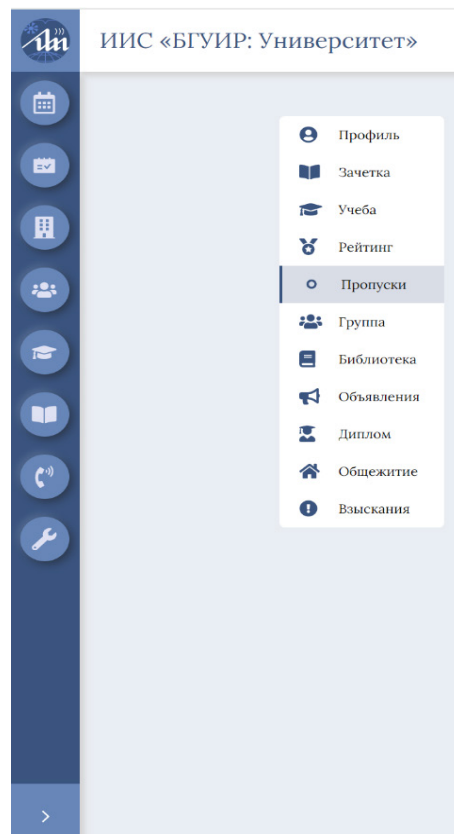 ИИС «БГУИР: Университет»
Профиль
Зачетка
Учеба
Рейтинг
Пропуски
Группа
Библиотека
Объявления
Диплом
Общежитие
Взыскания